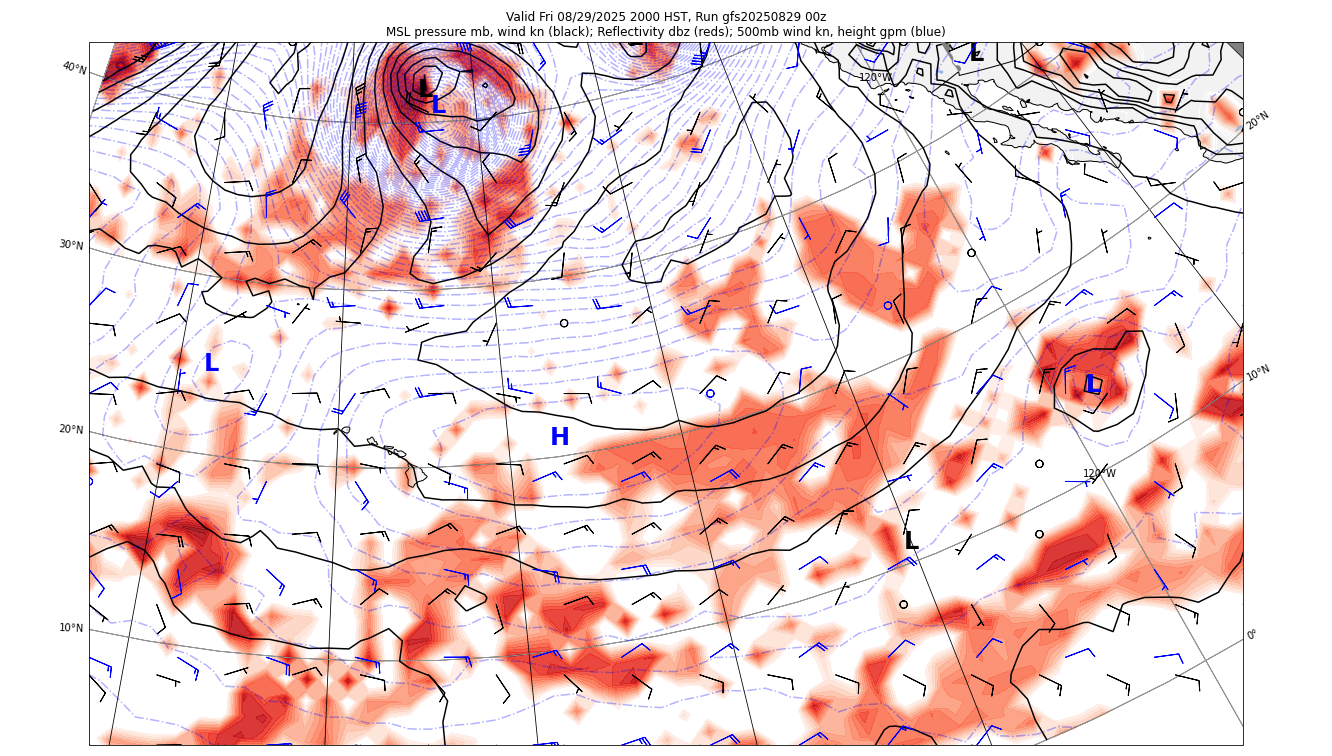 Valid Fri 08/29/2025 2000 HST, Run gfs20250829 00z
MSL pressure mb, wind kn (black); Reflectivity dbz (reds); 500mb wind kn, height gpm (blue)
L
40°N
120°W
L
L
20°N
30°N
L
10°N
L
20°N
H
120°W
L
10°N
0°